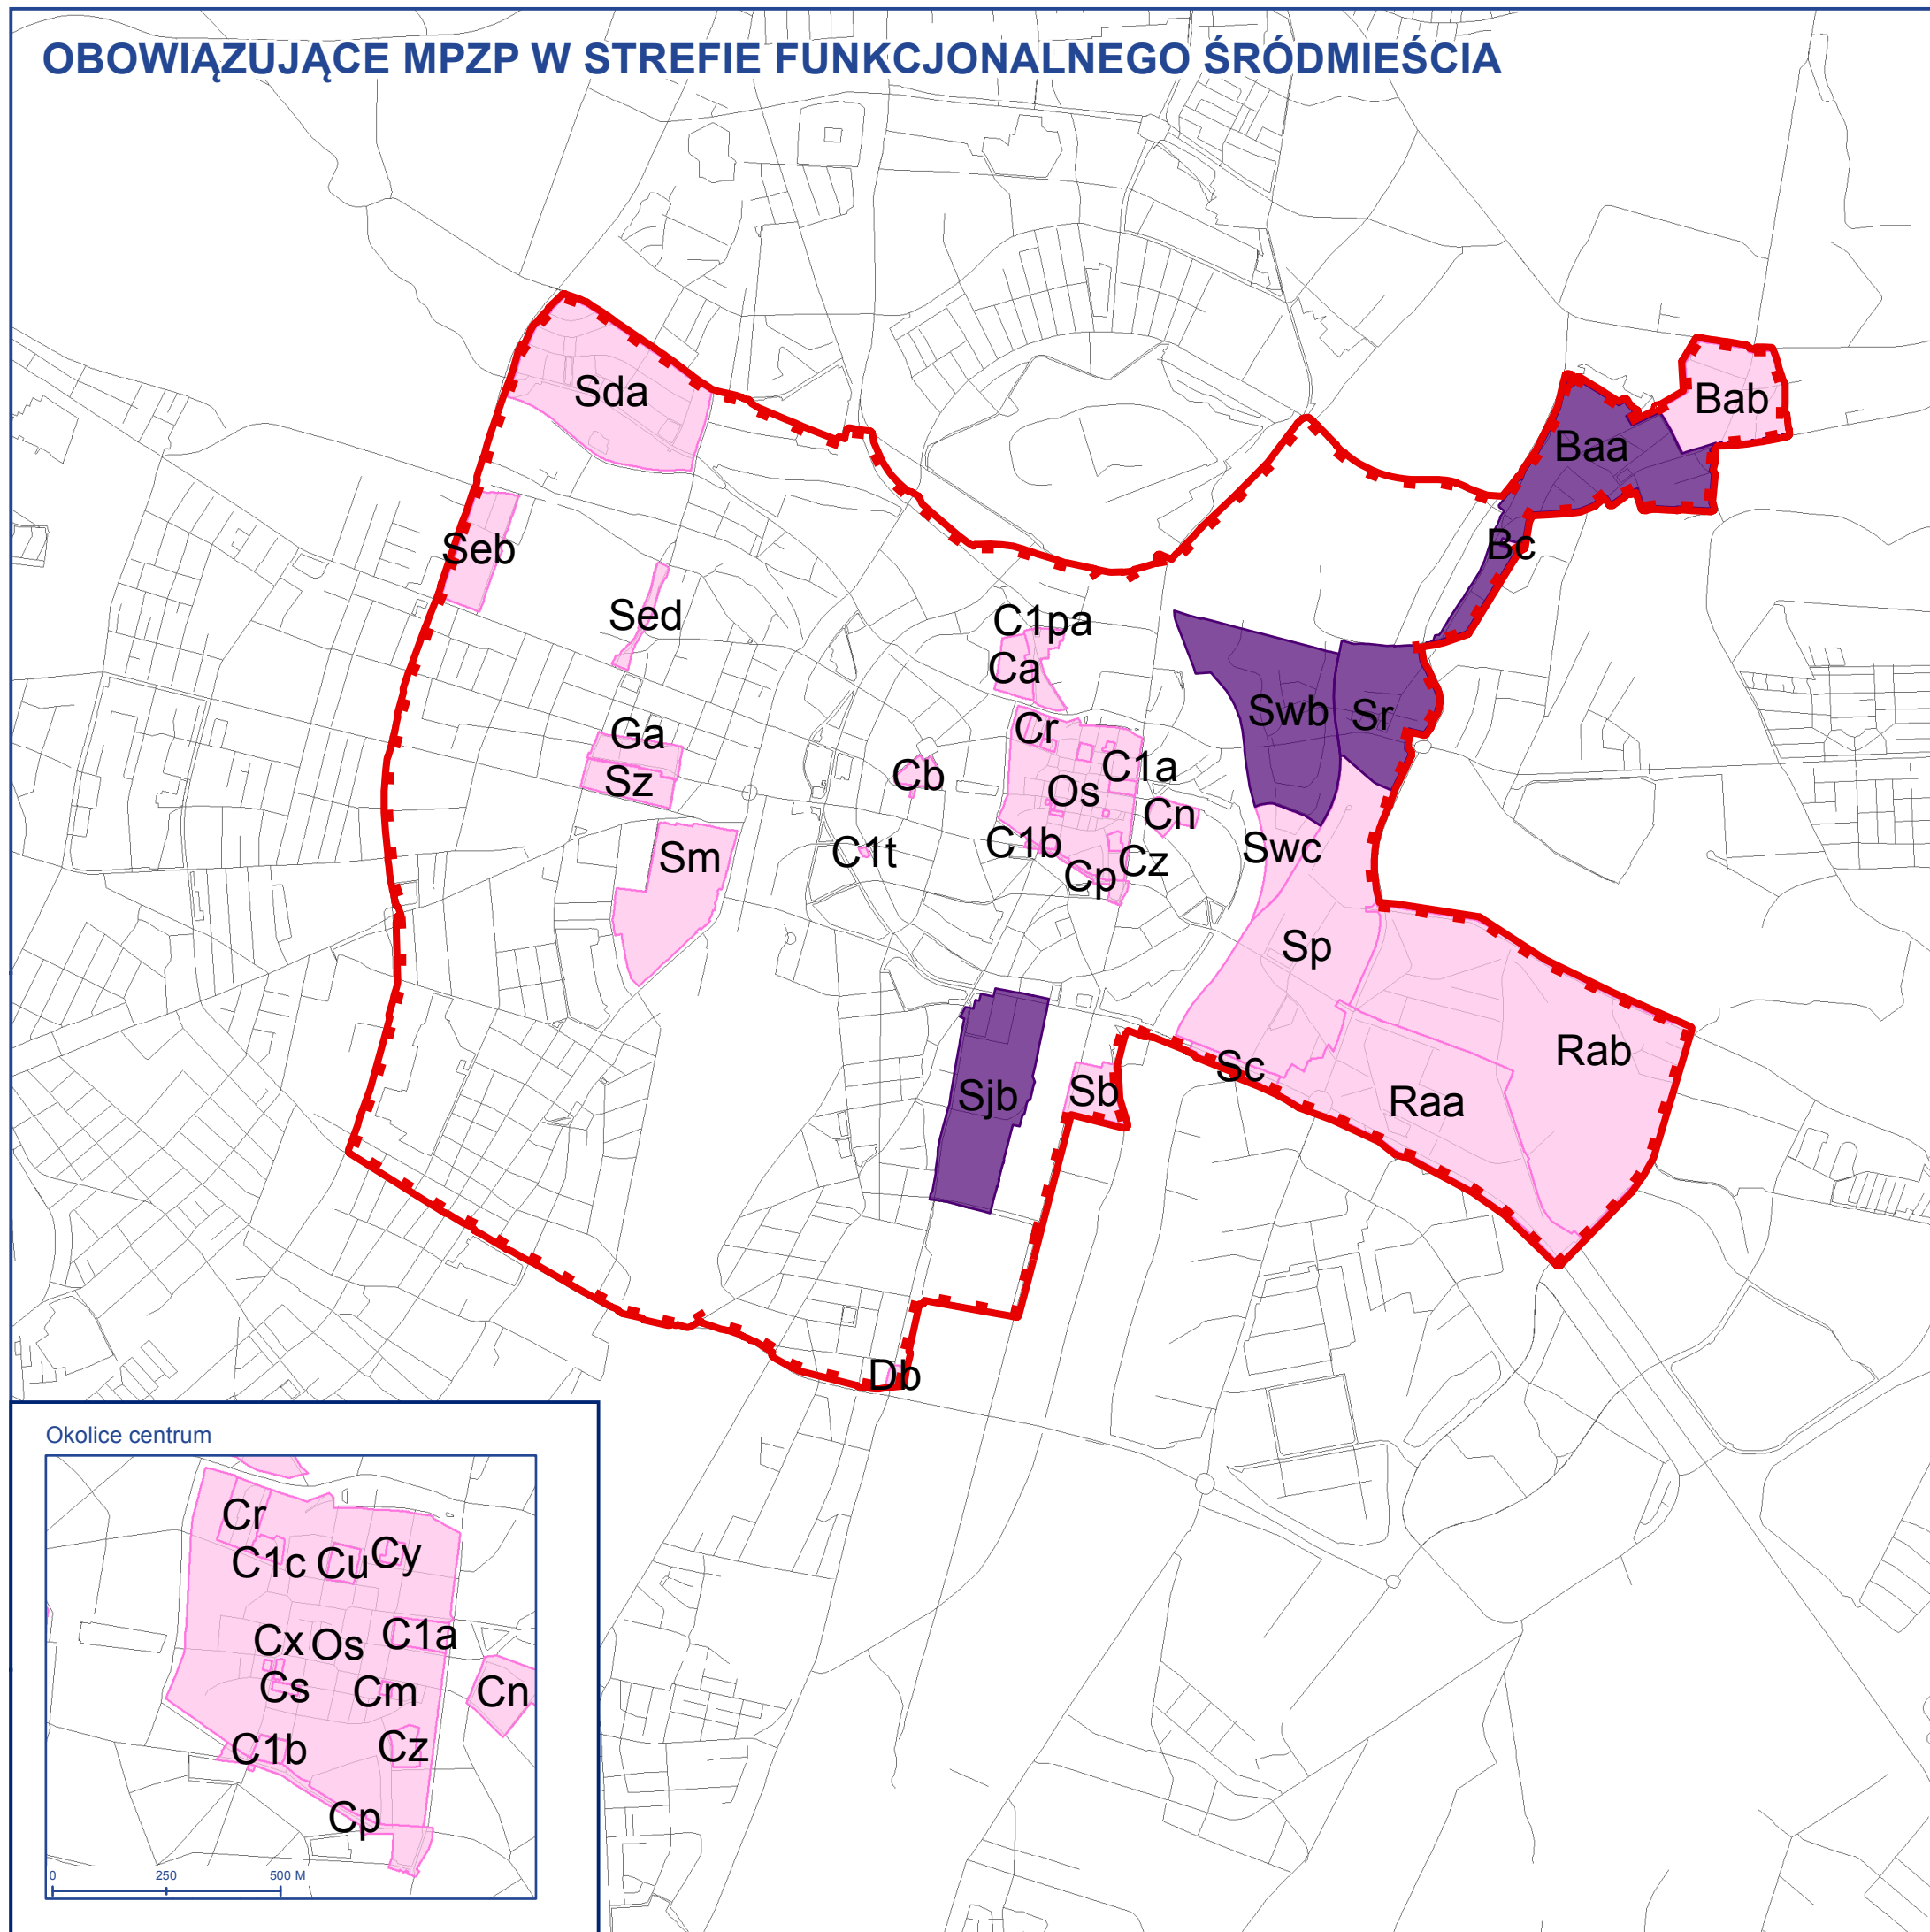 OBOWIĄZUJĄCE MPZP W STREFIE FUNKCJONALNEGO ŚRÓDMIEŚCIA
Sda
Bab
Baa
Seb
Bc
Sed
C1pa
Ca
Swb
Sr
Ga
Cr
C1a
Sz
Cb
Os
Cn
C1b
Swc
Sm
C1t
Cz
Cp
Sp
Rab
Sc
Sjb
Sb
Raa
Db
Okolice centrum
Cr
C1c
Cu
Cy
Cx
Os
C1a
Cs
Cm
Cn
C1b
Cz
Cp
0 250 500 M